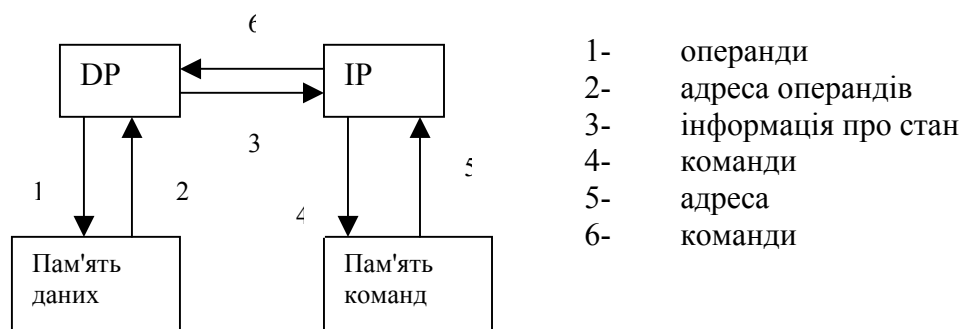 6
DP
IP
3
5
1
2
4
Пам'ять
даних
Пам'ять
команд
1- операнди
2- адреса операндів
3- інформація про стан
4- команди
5- адреса
6- команди